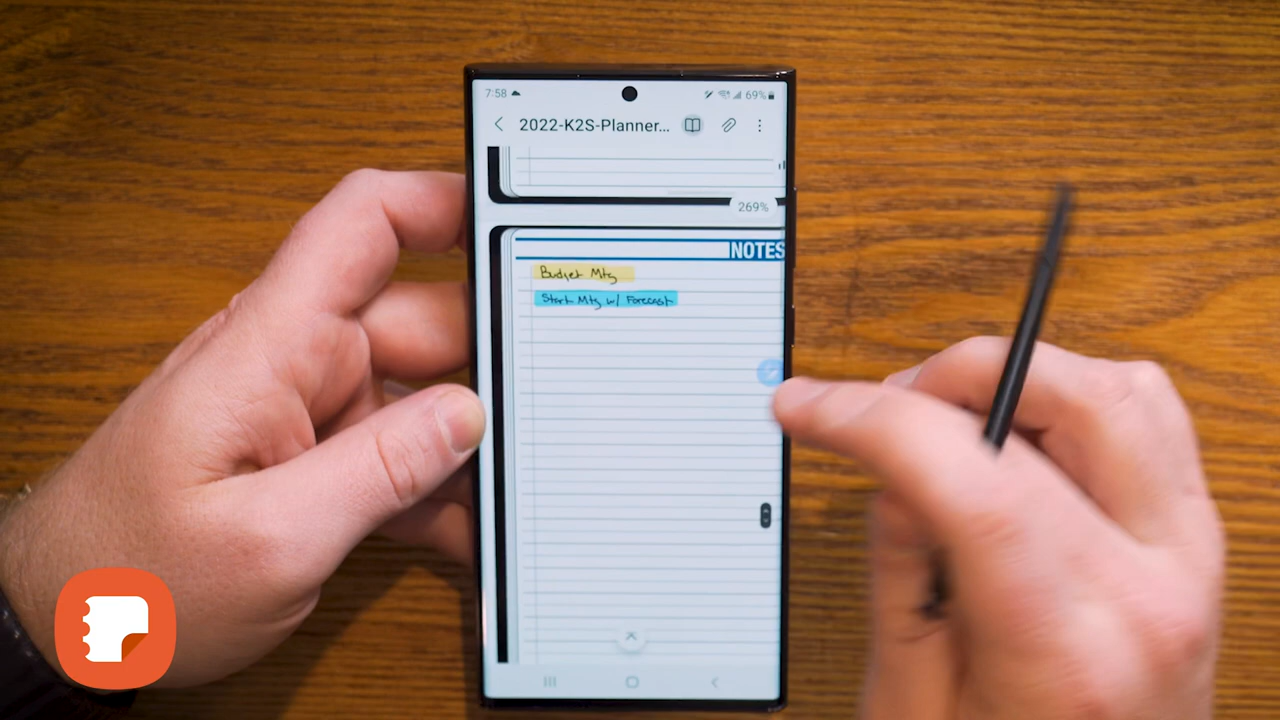 7:58 69%
2022-K2S-Planner...
269%
NOTES
Budget Mtg
Start Mtg w/ Forecast